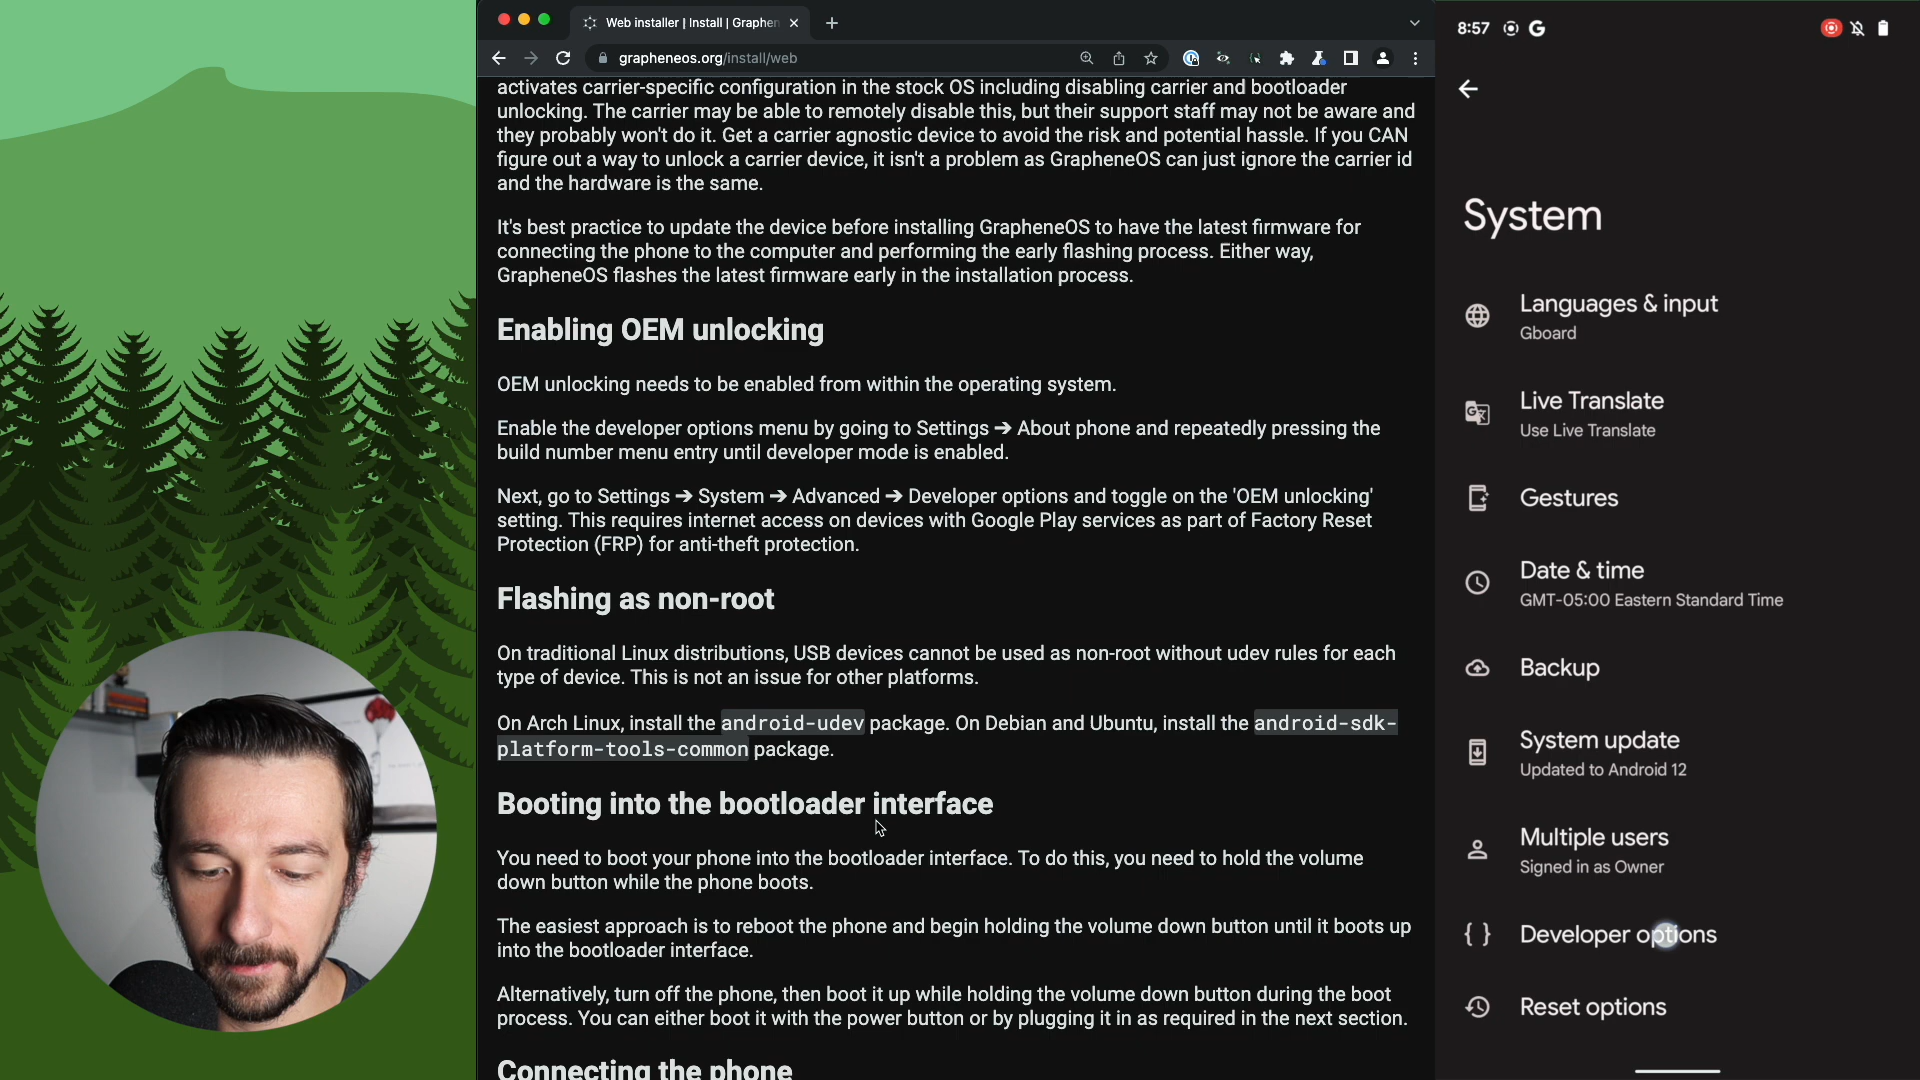 Web installer | Install | Graphen
grapheneos.org/install/web
activates carrier-specific configuration in the stock OS including disabling carrier and bootloader
unlocking. The carrier may be able to remotely disable this, but their support staff may not be aware and
they probably won't do it. Get a carrier agnostic device to avoid the risk and potential hassle. If you CAN
figure out a way to unlock a carrier device, it isn't a problem as GrapheneOS can just ignore the carrier id
and the hardware is the same.
It's best practice to update the device before installing GrapheneOS to have the latest firmware for
connecting the phone to the computer and performing the early flashing process. Either way,
GrapheneOS flashes the latest firmware early in the installation process.
Enabling OEM unlocking
OEM unlocking needs to be enabled from within the operating system.
Enable the developer options menu by going to Settings ➔ About phone and repeatedly pressing the
build number menu entry until developer mode is enabled.
Next, go to Settings ➔ System ➔ Advanced ➔ Developer options and toggle on the 'OEM unlocking'
setting. This requires internet access on devices with Google Play services as part of Factory Reset
Protection (FRP) for anti-theft protection.
Flashing as non-root
On traditional Linux distributions, USB devices cannot be used as non-root without udev rules for each
type of device. This is not an issue for other platforms.
On Arch Linux, install the android-udev package. On Debian and Ubuntu, install the android-sdk-
platform-tools-common package.
Booting into the bootloader interface
You need to boot your phone into the bootloader interface. To do this, you need to hold the volume
down button while the phone boots.
The easiest approach is to reboot the phone and begin holding the volume down button until it boots up
into the bootloader interface.
Alternatively, turn off the phone, then boot it up while holding the volume down button during the boot
process. You can either boot it with the power button or by plugging it in as required in the next section.
Connecting the phone
8:57
System
Languages & input
Gboard
Live Translate
Use Live Translate
Gestures
Date & time
GMT-05:00 Eastern Standard Time
Backup
System update
Updated to Android 12
Multiple users
Signed in as Owner
Developer options
Reset options